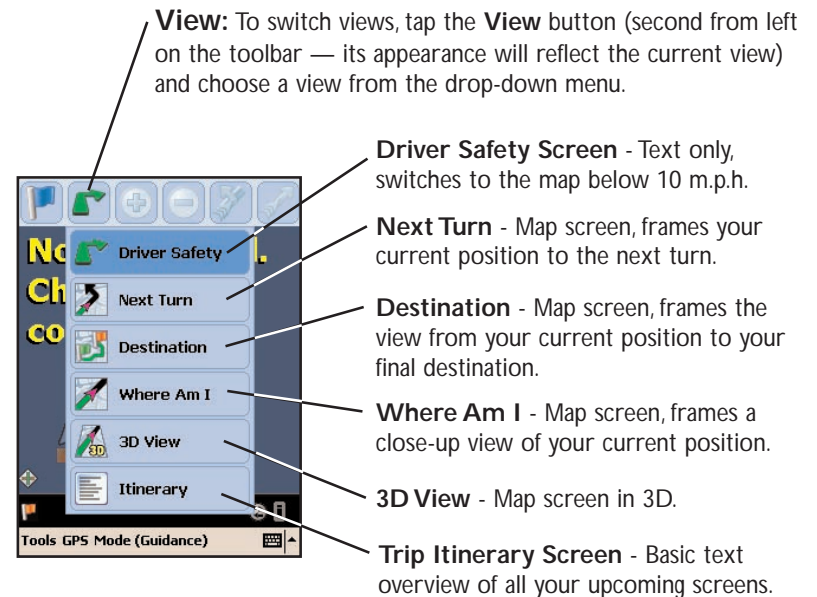 View: To switch views, tap the View button (second from left
on the toolbar — its appearance will reflect the current view)
and choose a view from the drop-down menu.
Driver Safety Screen - Text only,
switches to the map below 10 m.p.h.
Next Turn - Map screen, frames your
current position to the next turn.
Destination - Map screen, frames the
view from your current position to your
final destination.
Where Am I - Map screen, frames a
close-up view of your current position.
3D View - Map screen in 3D.
Trip Itinerary Screen - Basic text
overview of all your upcoming screens.
Driver Safety
Next Turn
Destination
Where Am I
3D
3D View
Itinerary
Tools GPS Mode (Guidance)